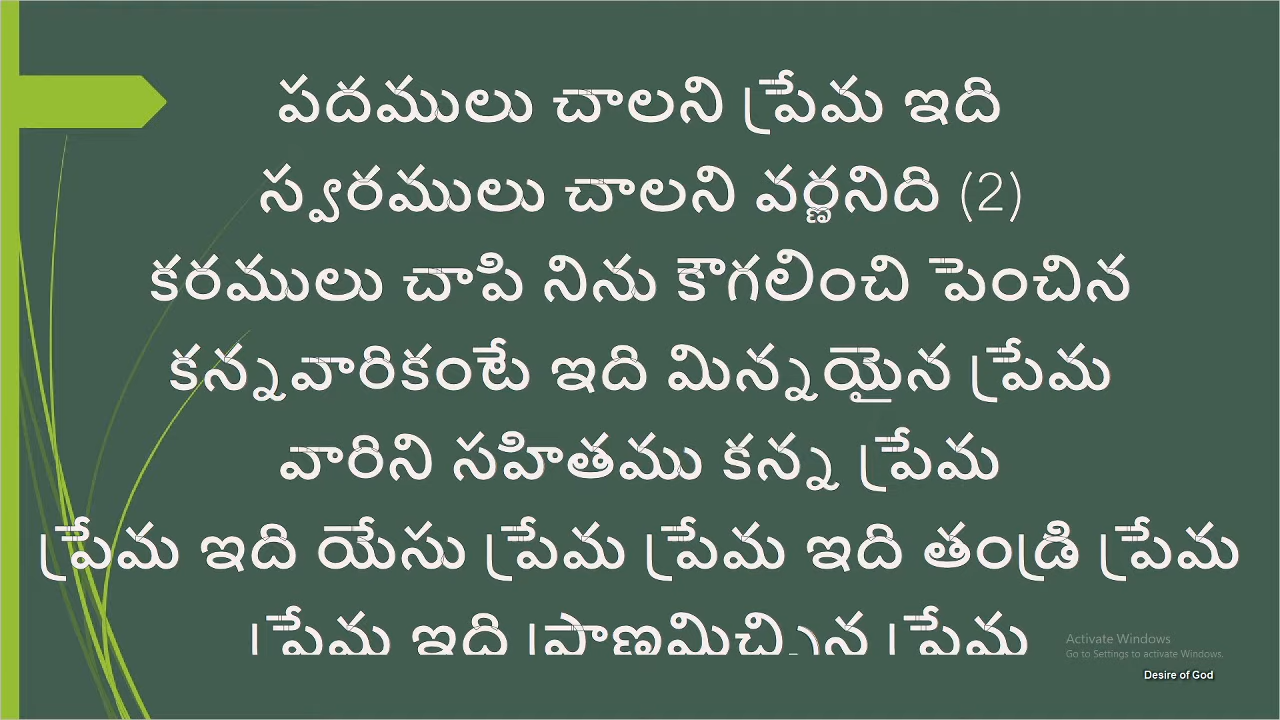 పదములు చాలని ప్రేమ ఇది
స్వరములు చాలని వర్ణనిది (2)
కరములు చాపి నిను కౌగలించి పెంచిన
కన్నవారికంటే ఇది మిన్నయైన ప్రేమ
వారిని సహితము కన్న ప్రేమ
ప్రేమ ఇది యేసు ప్రేమ ప్రేమ ఇది తండ్రి ప్రేమ
ప్రేమ ఇది ప్రాణమిచ్చిన ప్రేమ
Activate Windows
Go to Settings to activate Windows.
Desire of God